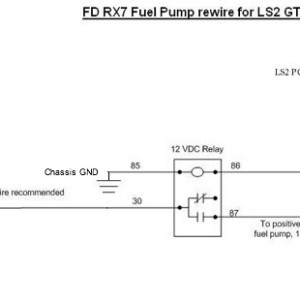 FD RX7 Fuel Pump rewire for LS2 GT
LS2 PC
12 VDC Relay
Chassis GND
85
86
ire recommended
30
87
To positive
fuel pump, 1